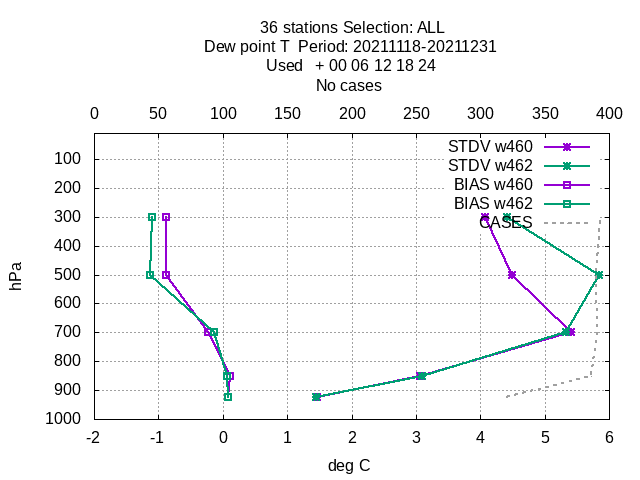 36 stations Selection: ALL
Dew point T  Period: 20211118-20211231
Used   + 00 06 12 18 24
No cases
0 50 100 150 200 250 300 350 400
STDV w460
STDV w462
BIAS w460
BIAS w462
CASES
100
200
300
400
500
600
700
800
900
1000
hPa
-2 -1 0 1 2 3 4 5 6
deg C